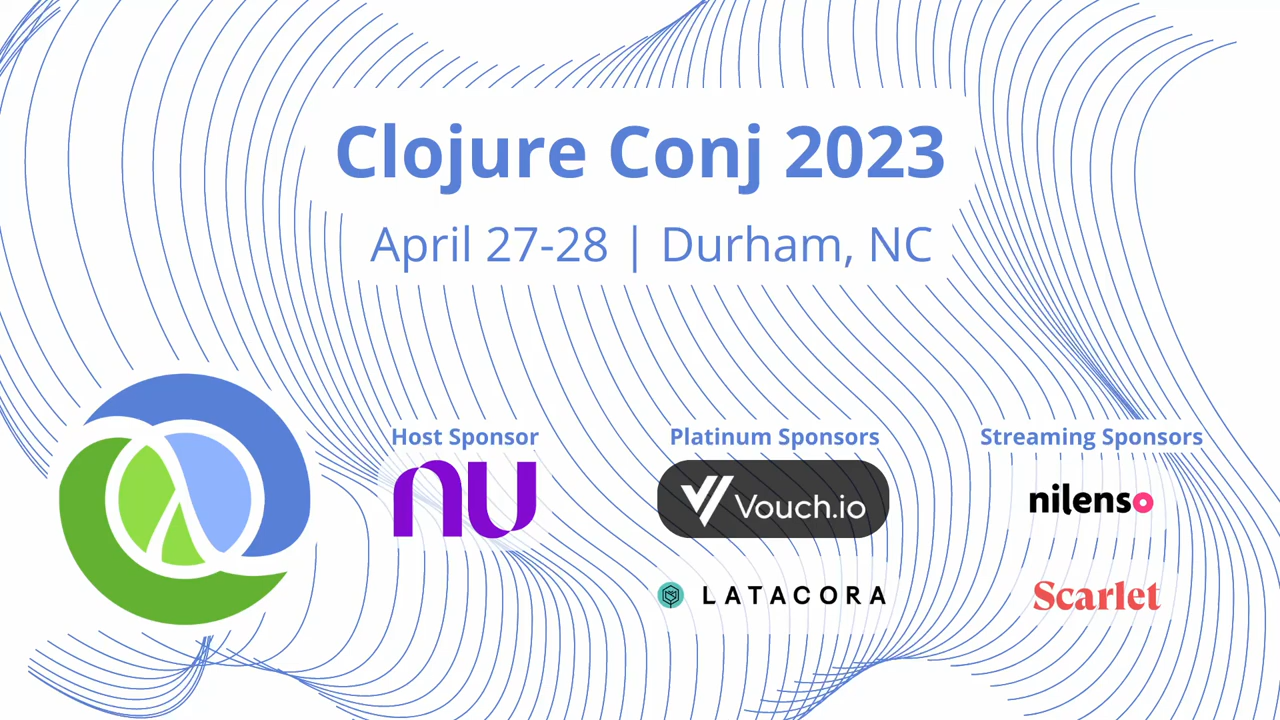 Clojure Conj 2023
April 27-28 | Durham, NC
Host Sponsor
nu
Platinum Sponsors
Vouch.io
LATACORA
Streaming Sponsors
nilenso
Scarlet